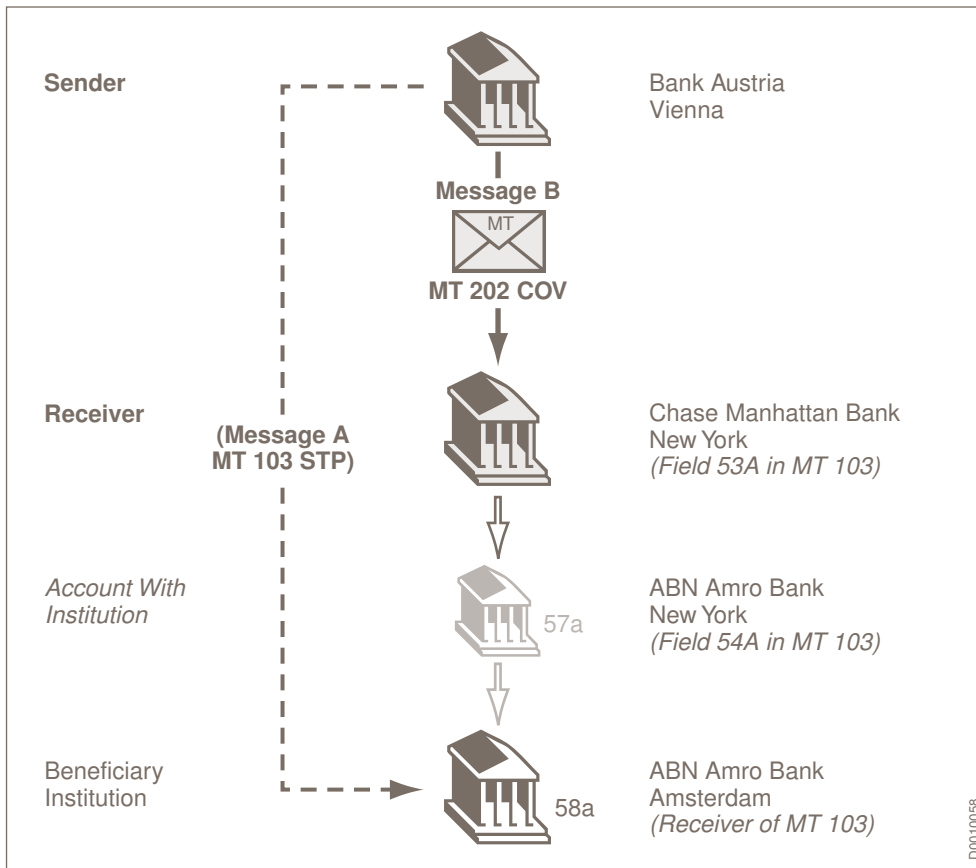 Sender
Bank Austria
Vienna
Message B
MT
MT 202 COV
Receiver
(Message A
MT 103 STP)
Chase Manhattan Bank
New York
(Field 53A in MT 103)
Account With
Institution
57a
ABN Amro Bank
New York
(Field 54A in MT 103)
Beneficiary
Institution
58a
ABN Amro Bank
Amsterdam
(Receiver of MT 103)
D0010058